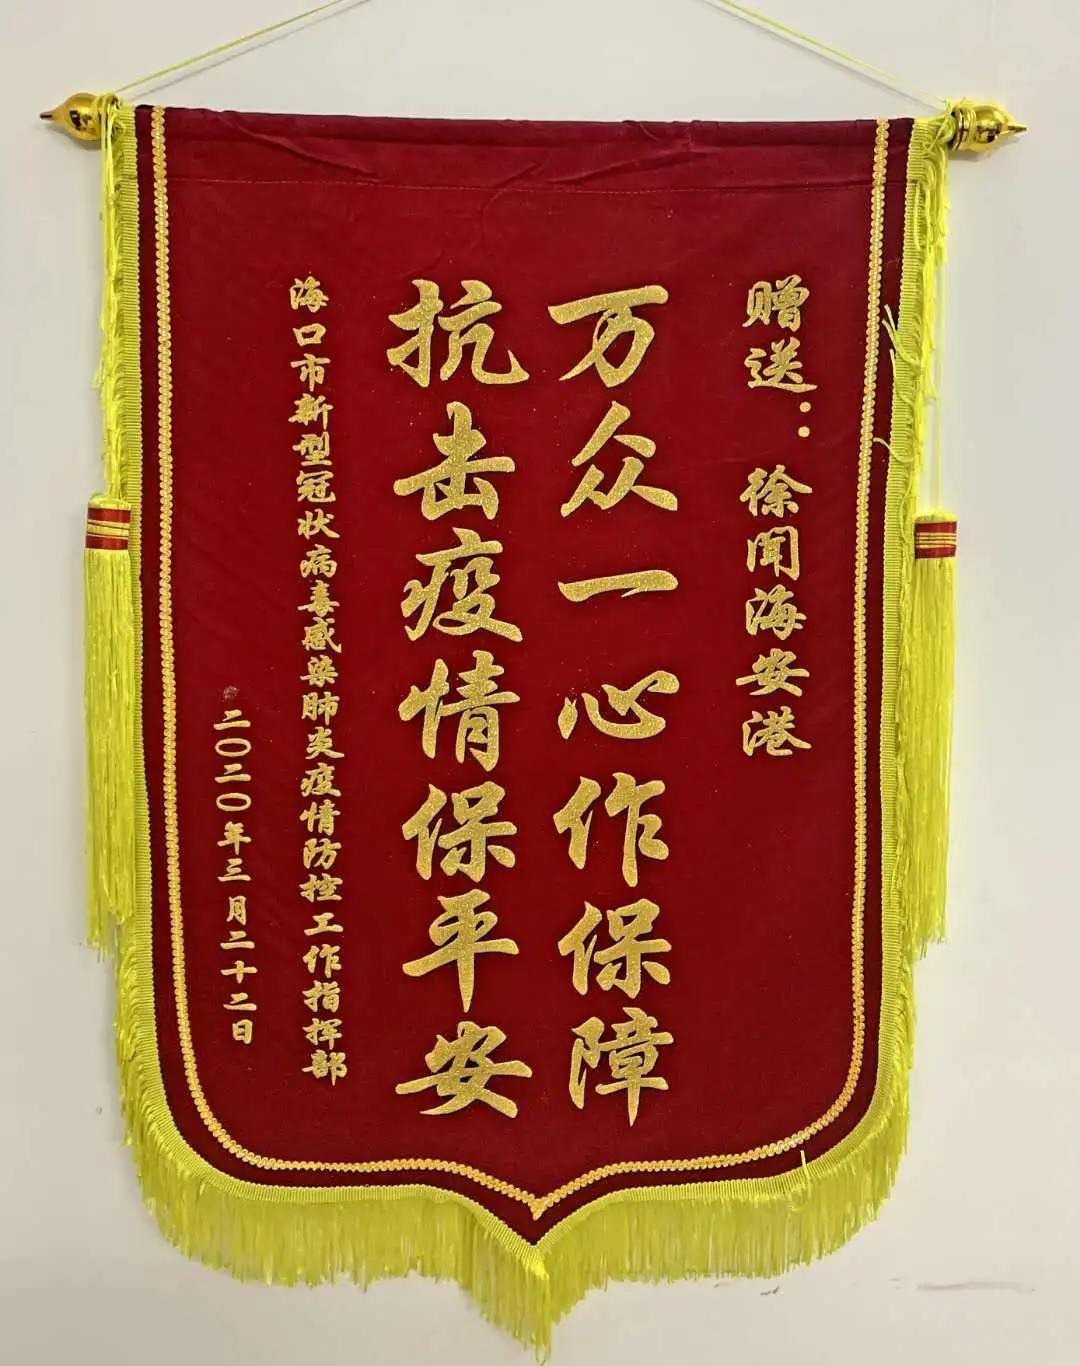 赠送：徐闻海安港
万众一心作保障
抗击疫情保平安
海口市新型冠状病毒感染肺炎疫情防控工作指挥部
二〇二〇年三月二十二日